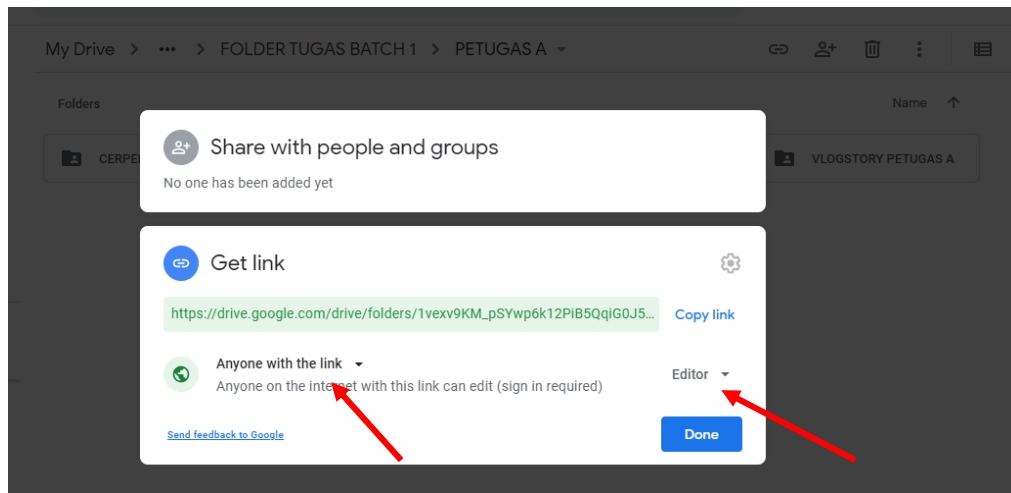 My Drive > ••• > FOLDER TUGAS BATCH 1 > PETUGAS A
Folders
Name
VLOGSTORY PETUGAS A
Share with people and groups
No one has been added yet
Get link
https://drive.google.com/drive/folders/1vexv9KM_pSYwp6k12PiB5QqiG0J5...
Copy link
Anyone with the link
Anyone on the internet with this link can edit (sign in required)
Editor
Send feedback to Google
Done